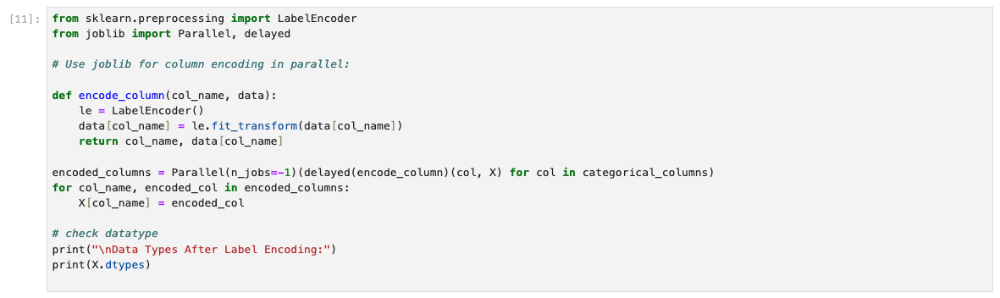 [11]:
from sklearn.preprocessing import LabelEncoder
from joblib import Parallel, delayed

# Use joblib for column encoding in parallel:

def encode_column(col_name, data):
    le = LabelEncoder()
    data[col_name] = le.fit_transform(data[col_name])
    return col_name, data[col_name]

encoded_columns = Parallel(n_jobs=-1)(delayed(encode_column)(col, X) for col in categorical_columns)
for col_name, encoded_col in encoded_columns:
    X[col_name] = encoded_col

# check datatype
print("\nData Types After Label Encoding:")
print(X.dtypes)